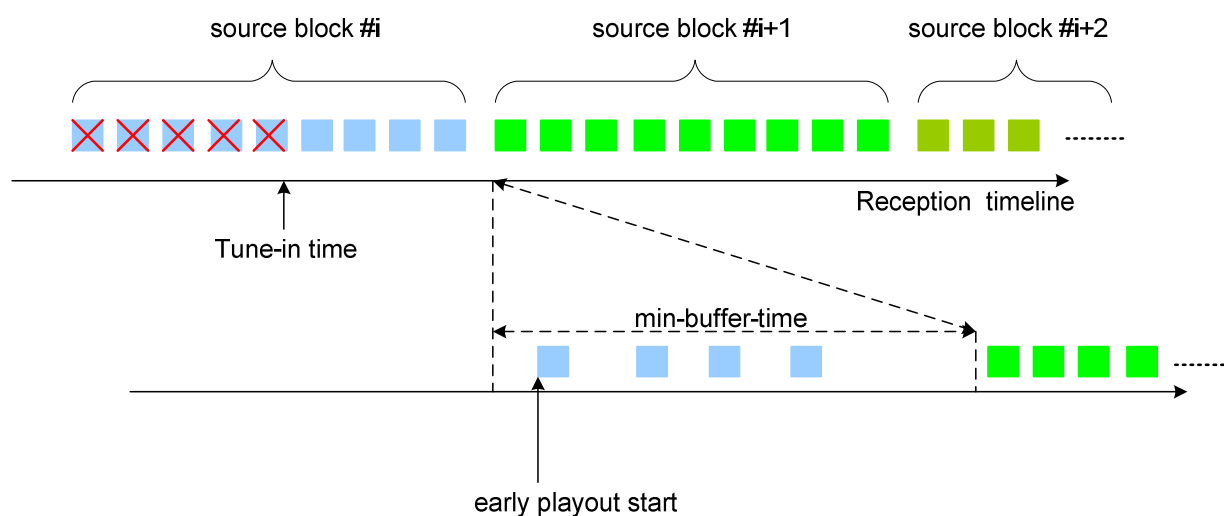 source block #i
source block #i+1
source block #i+2
Reception timeline
Tune-in time
min-buffer-time
early playout start